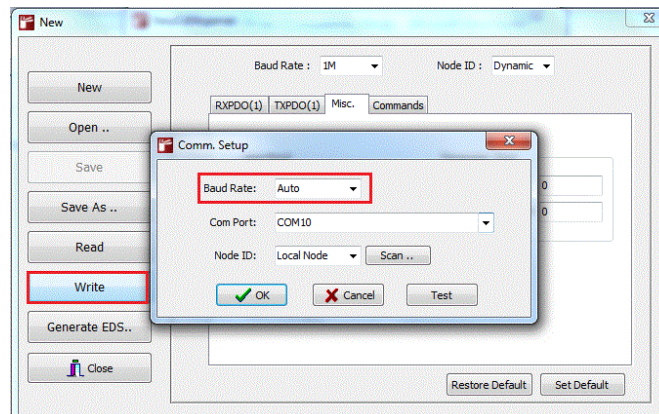 New
Baud Rate : 1M Node ID : Dynamic
New
RXPDO(1) TXPDO(1) Misc. Commands
Open ..
Comm. Setup
Save
Baud Rate: Auto
0
Save As ..
Com Port: COM10
0
Read
Node ID: Local Node Scan ..
Write
OK Cancel Test
Generate EDS..
Close
Restore Default Set Default